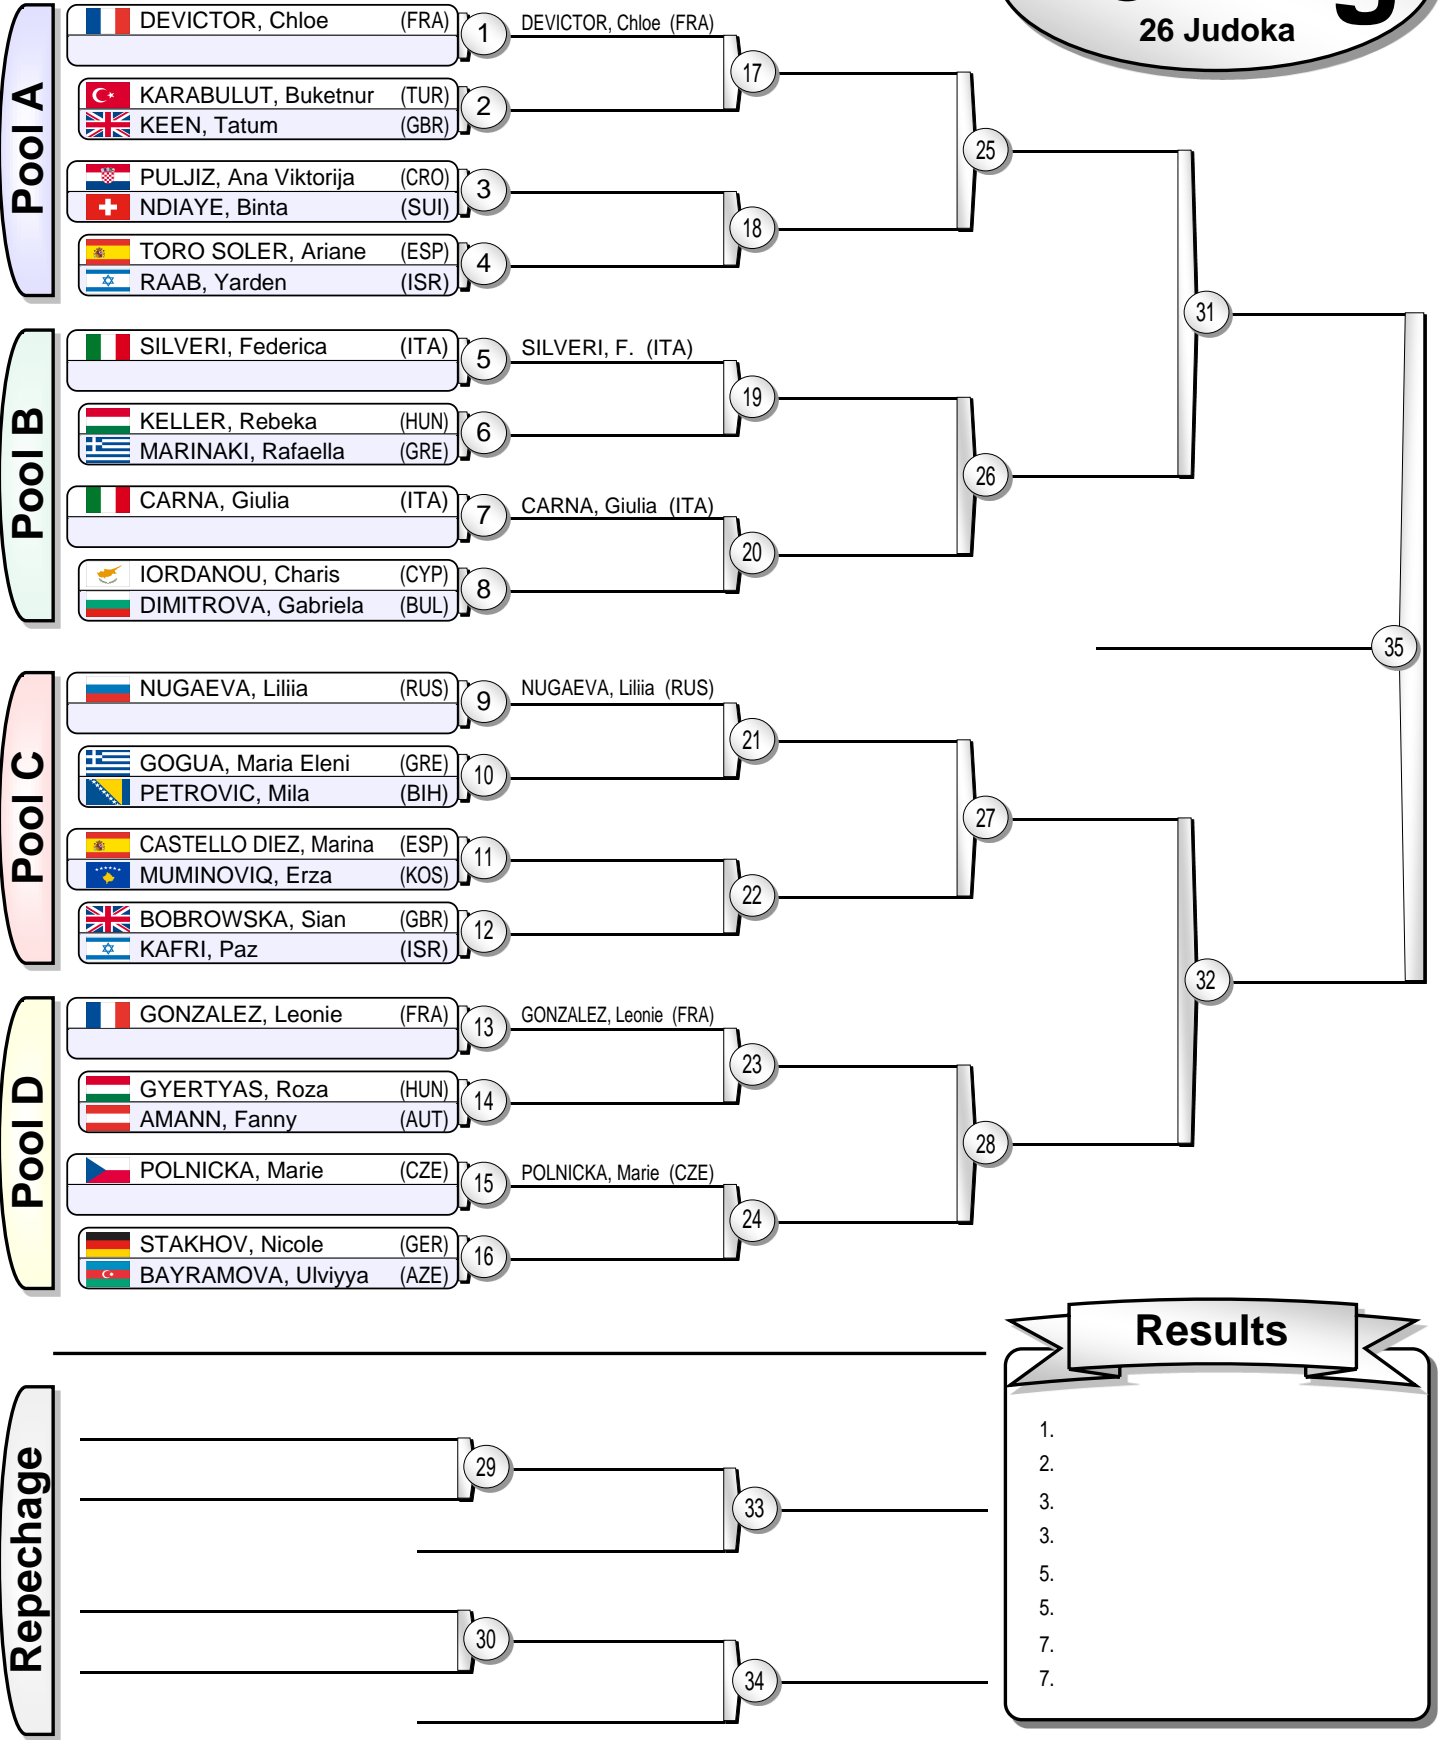 26 Judoka
Pool A
DEVICTOR, Chloe (FRA)
1
DEVICTOR, Chloe (FRA)
17
KARABULUT, Buketnur (TUR)
KEEN, Tatum (GBR)
2
25
PULJIZ, Ana Viktorija (CRO)
NDIAYE, Binta (SUI)
3
18
TORO SOLER, Ariane (ESP)
RAAB, Yarden (ISR)
4
31
Pool B
SILVERI, Federica (ITA)
5
SILVERI, F. (ITA)
19
KELLER, Rebeka (HUN)
MARINAKI, Rafaella (GRE)
6
26
CARNA, Giulia (ITA)
7
CARNA, Giulia (ITA)
20
IORDANOU, Charis (CYP)
DIMITROVA, Gabriela (BUL)
8
35
Pool C
NUGAEVA, Liliia (RUS)
9
NUGAEVA, Liliia (RUS)
21
GOGUA, Maria Eleni (GRE)
PETROVIC, Mila (BIH)
10
27
CASTELLO DIEZ, Marina (ESP)
MUMINOVIQ, Erza (KOS)
11
22
BOBROWSKA, Sian (GBR)
KAFRI, Paz (ISR)
12
32
Pool D
GONZALEZ, Leonie (FRA)
13
GONZALEZ, Leonie (FRA)
23
GYERTYAS, Roza (HUN)
AMANN, Fanny (AUT)
14
28
POLNICKA, Marie (CZE)
15
POLNICKA, Marie (CZE)
24
STAKHOV, Nicole (GER)
BAYRAMOVA, Ulviyya (AZE)
16
Repechage
29
33
30
34
Results
1.
2.
3.
3.
5.
5.
7.
7.